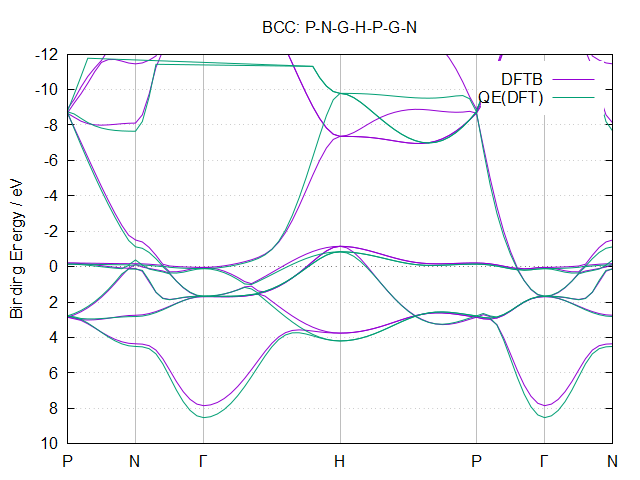 BCC: P-N-G-H-P-G-N
-12
DFTB
-10
QE(DFT)
-8
-6
-4
-2
0
2
4
6
8
10
Binding Energy / eV
P N Γ H P Γ N